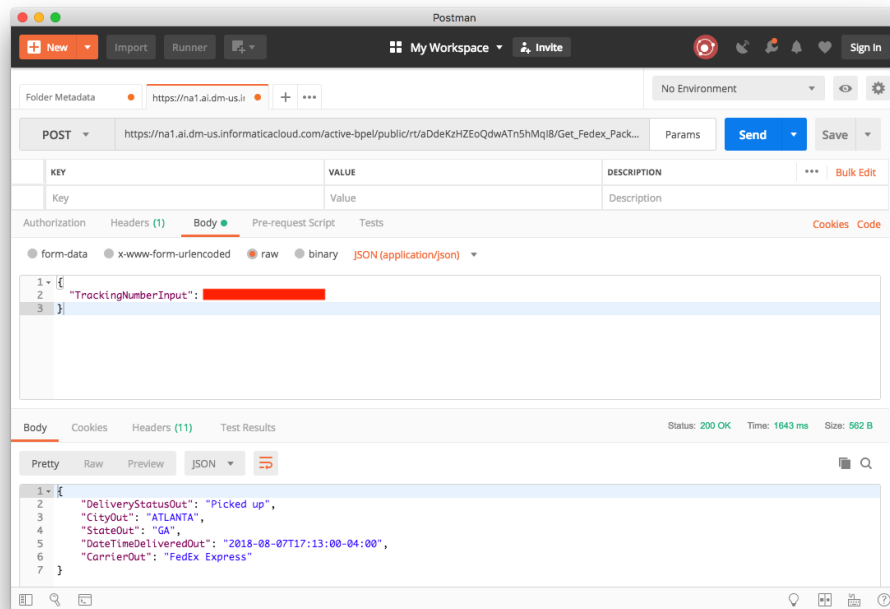 Postman
New
Import
Runner
My Workspace
Invite
Sign In
Folder Metadata
https://na1.ai.dm-us.i
No Environment
POST
https://na1.ai.dm-us.informaticacloud.com/active-bpel/public/rt/aDdeKzHZEoQdwATn5hMqI8/Get_Fedex_Pack...
Params
Send
Save
KEY VALUE DESCRIPTION ••• Bulk Edit
Key Value Description
Authorization Headers (1) Body Pre-request Script Tests Cookies Code
form-data x-www-form-urlencoded raw binary JSON (application/json)
1 {
2 "TrackingNumberInput":
3 }
Body Cookies Headers (11) Test Results Status: 200 OK Time: 1643 ms Size: 562 B
Pretty Raw Preview JSON
1 {
2 "DeliveryStatusOut": "Picked up",
3 "CityOut": "ATLANTA",
4 "StateOut": "GA",
5 "DateTimeDeliveredOut": "2018-08-07T17:13:00-04:00",
6 "CarrierOut": "FedEx Express"
7 }